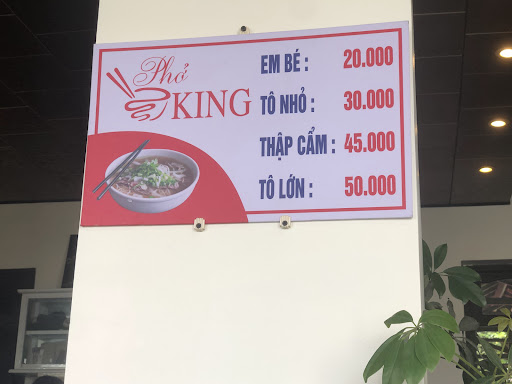 Phở
KING
EM BÉ : 20.000
TÔ NHỎ : 30.000
THẬP CẨM : 45.000
TÔ LỚN : 50.000